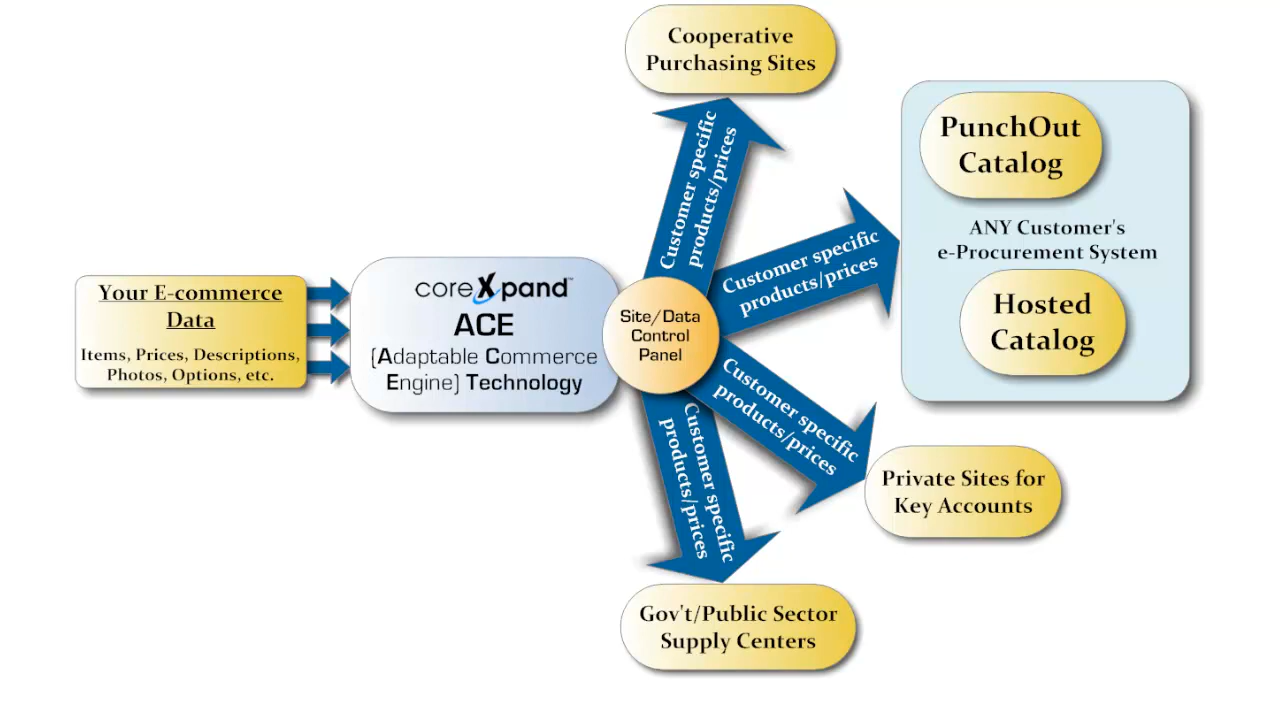 Cooperative
Purchasing Sites
PunchOut
Catalog
ANY Customer's
e-Procurement System
Hosted
Catalog
Customer specific
products/prices
Customer specific
products/prices
Your E-commerce
Data
Items, Prices, Descriptions,
Photos, Options, etc.
coreXpand™
ACE
(Adaptable Commerce
Engine) Technology
Site/Data
Control
Panel
Customer specific
products/prices
Customer specific
products/prices
Private Sites for
Key Accounts
Gov't/Public Sector
Supply Centers